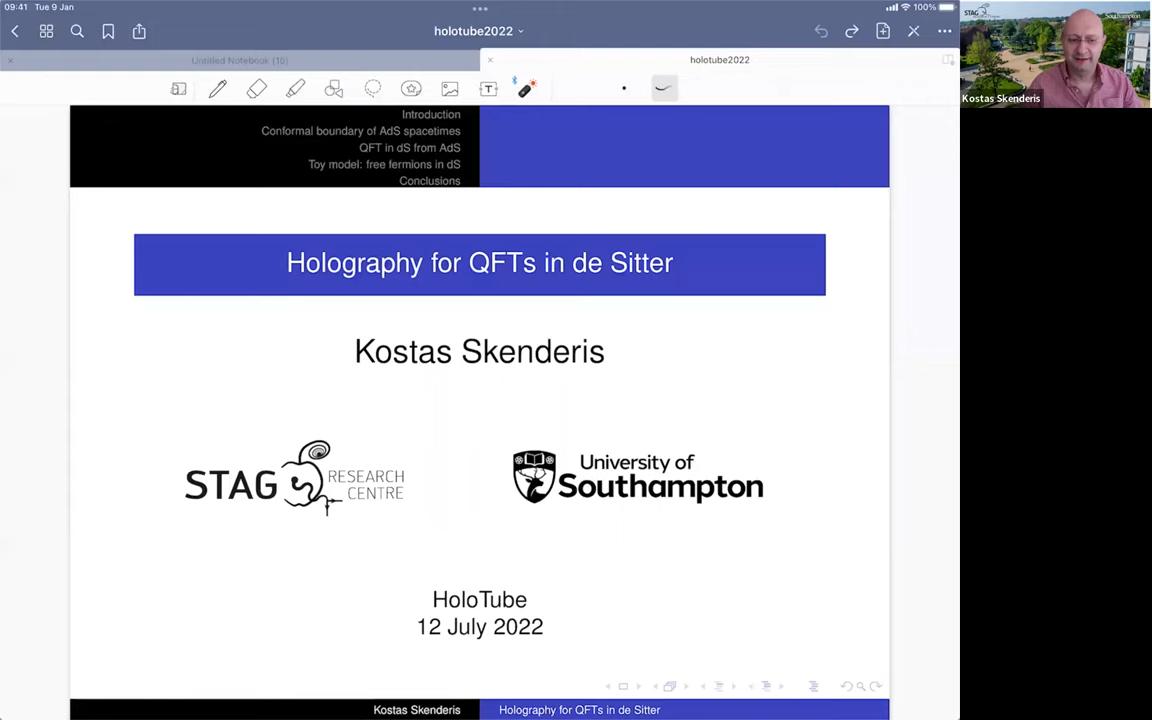 09:41 Tue 9 Jan
100%
holotube2022
Untitled Notebook (10)
holotube2022
T
STAG
Southampton
Kostas Skenderis
Introduction
Conformal boundary of AdS spacetimes
QFT in dS from AdS
Toy model: free fermions in dS
Conclusions
Holography for QFTs in de Sitter
Kostas Skenderis
STAG RESEARCH CENTRE
University of Southampton
HoloTube
12 July 2022
Kostas Skenderis
Holography for QFTs in de Sitter